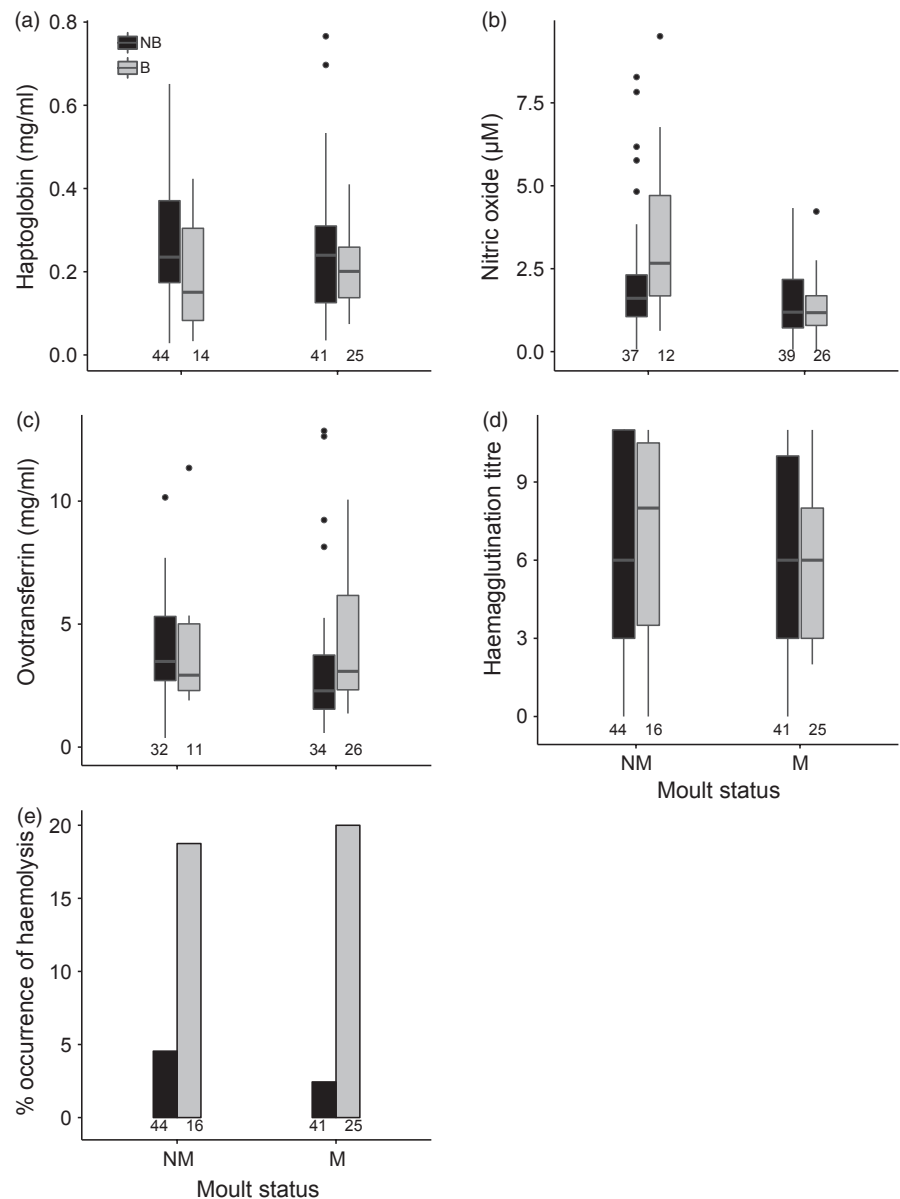 (a)
Haptoglobin (mg/ml)
0.8
0.6
0.4
0.2
0.0
NB
B
44 14
41 25
(b)
Nitric oxide (µM)
7.5
5.0
2.5
0.0
37 12
39 26
(c)
Ovotransferrin (mg/ml)
10
5
0
32 11
34 26
(d)
Haemagglutination titre
9
6
3
0
44 16
41 25
NM M
Moult status
(e)
% occurrence of haemolysis
20
15
10
5
0
44 16
41 25
NM M
Moult status